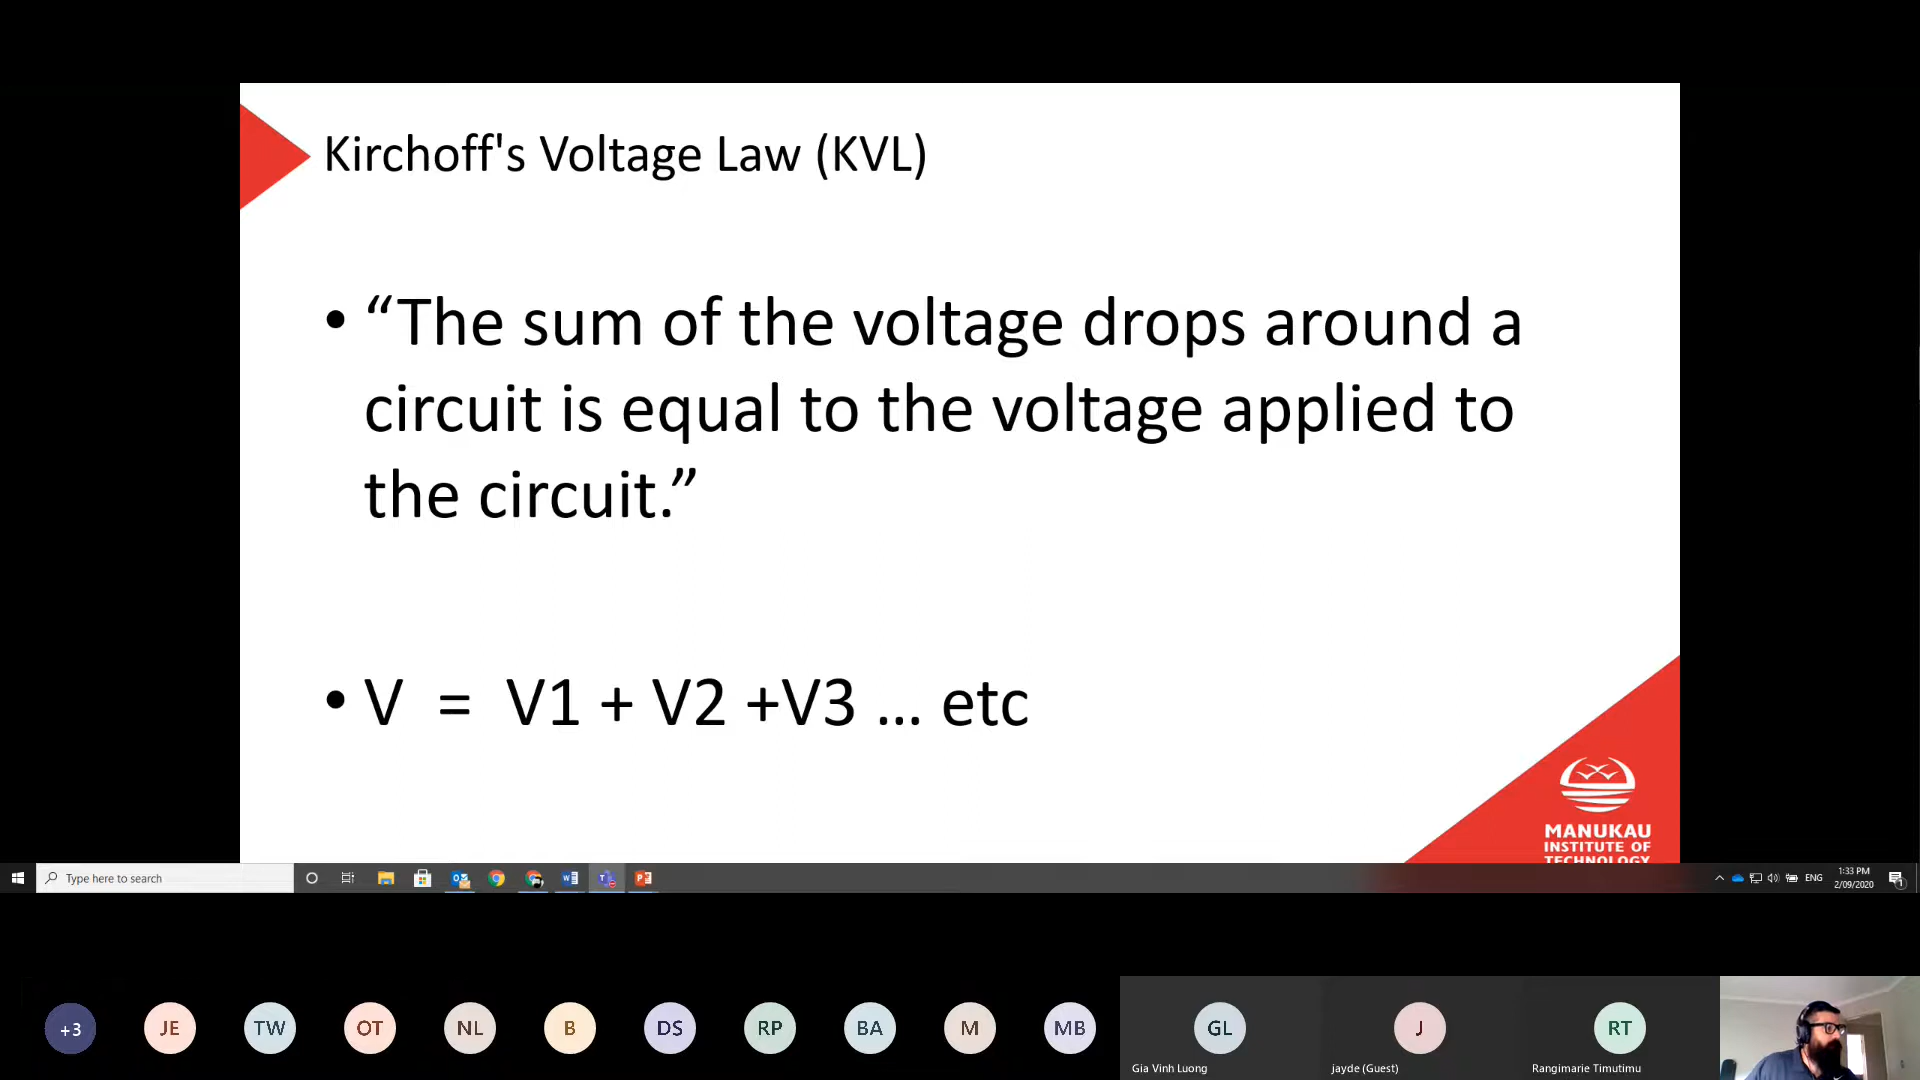 Kirchoff's Voltage Law (KVL)
• “The sum of the voltage drops around a
circuit is equal to the voltage applied to
the circuit.”
• V = V1 + V2 +V3 … etc
MANUKAU
INSTITUTE OF
TECHNOLOGY
Type here to search
ENG
1:33 PM
2/09/2020
1
+3
JE
TW
OT
NL
B
DS
RP
BA
M
MB
GL
J
RT
Gia Vinh Luong
jayde (Guest)
Rangimarie Timutimu